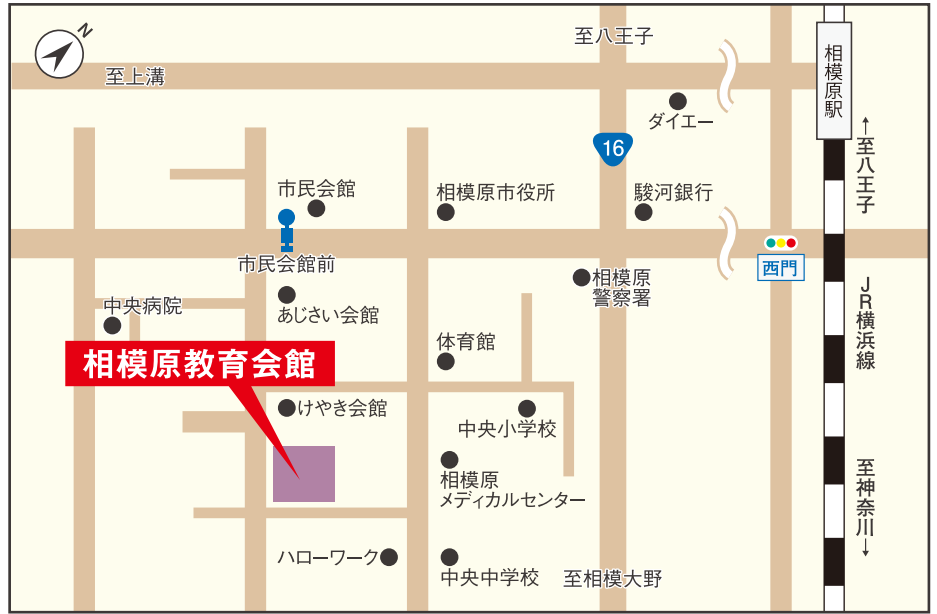 N
至八王子
至上溝
相模原駅
ダイエー
16
←至八王子
市民会館
相模原市役所
駿河銀行
市民会館前
西門
相模原
警察署
中央病院
あじさい会館
JR横浜線
体育館
相模原教育会館
けやき会館
中央小学校
相模原
メディカルセンター
至神奈川→
ハローワーク
中央中学校
至相模大野